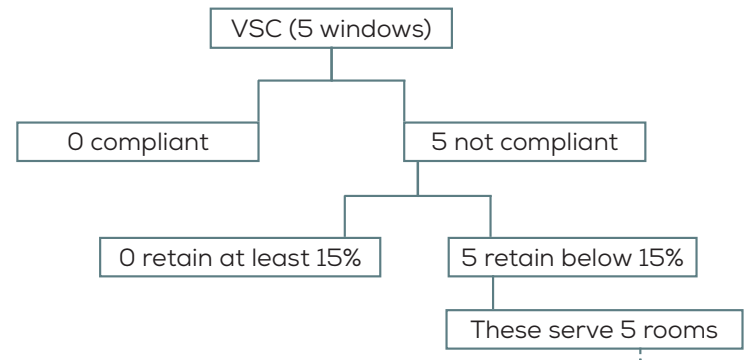 VSC (5 windows)
0 compliant
5 not compliant
0 retain at least 15%
5 retain below 15%
These serve 5 rooms